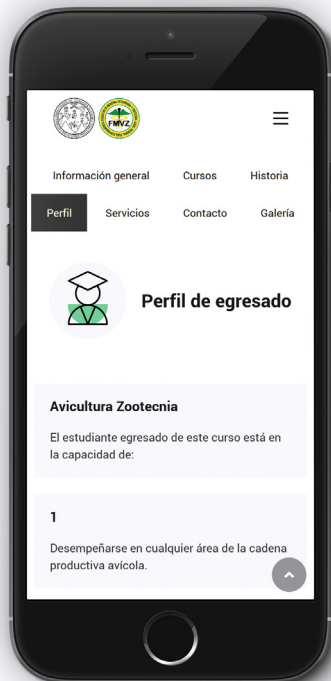 FMVZ
Información general Cursos Historia
Perfil Servicios Contacto Galería
Perfil de egresado
Avicultura Zootecnia
El estudiante egresado de este curso está en
la capacidad de:
1
Desempeñarse en cualquier área de la cadena
productiva avícola.